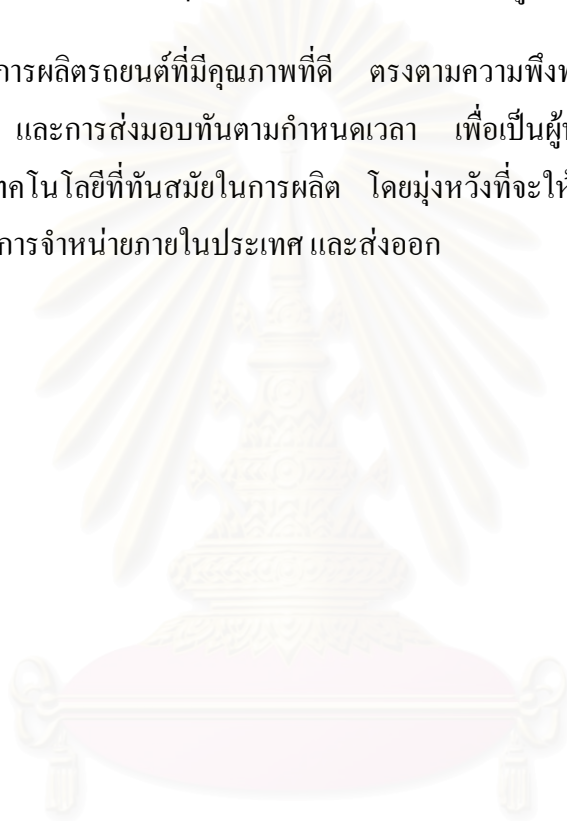 การผลิตรถยนต์ที่มีคุณภาพที่ดี ตรงตามความพึง
และการส่งมอบทันตามกำหนดเวลา เพื่อเป็น
ทคโนโลยีที่ทันสมัยในการผลิต โดยมุ่งหวังที่จะให้
การจำหน่ายภายในประเทศ และส่งออก